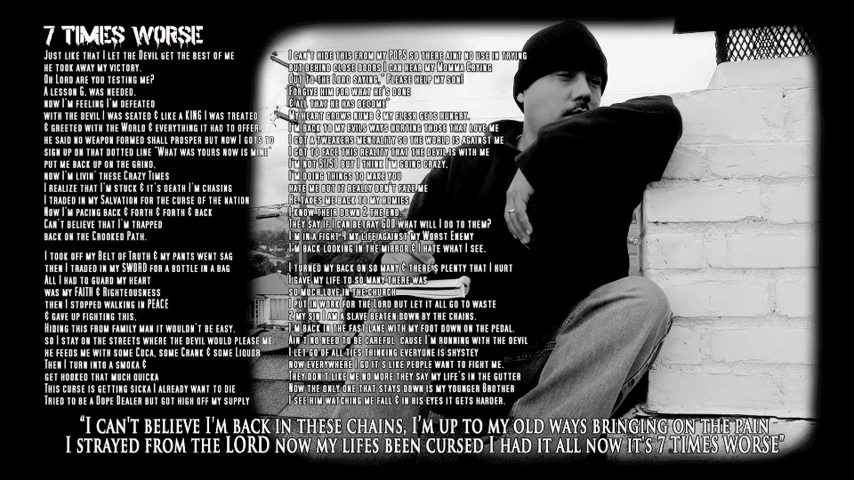 7 TIMES WORSE
JUST LIKE THAT I LET THE DEVIL GET THE BEST OF ME
HE TOOK AWAY MY VICTORY.
OH LORD ARE YOU TESTING ME?
A LESSON G. WAS NEEDED.
NOW I'M FEELING I'M DEFEATED
WITH THE DEVIL I WAS SEATED & LIKE A KING I WAS TREATED
& GREETED WITH THE WORLD & EVERYTHING IT HAD TO OFFER
HE SAID NO WEAPON FORMED SHALL PROSPER BUT NOW I GOTS TO
SIGN UP ON THAT DOTTED LINE "WHAT WAS YOURS NOW IS MINE"
PUT ME BACK UP ON THE GRIND.
NOW I'M LIVIN' THESE CRAZY TIMES
I REALIZE THAT I'M STUCK & IT'S DEATH I'M CHASING
I TRADED IN MY SALVATION FOR THE CURSE OF THE NATION
NOW I'M PACING BACK & FORTH & FORTH & BACK
CAN'T BELIEVE THAT I'M TRAPPED
BACK ON THE CROOKED PATH.
I TOOK OFF MY BELT OF TRUTH & MY PANTS WENT SAG
THEN I TRADED IN MY SWORD FOR A BOTTLE IN A BAG
ALL I HAD TO GUARD MY HEART
WAS MY FAITH & RIGHTEOUSNESS
THEN I STOPPED WALKING IN PEACE
& GAVE UP FIGHTING THIS,
HIDING THIS FROM FAMILY MAN IT WOULDN'T BE EASY.
SO I STAY ON THE STREETS WHERE THE DEVIL WOULD PLEASE ME
HE FEEDS ME WITH SOME COCA, SOME CRANK & SOME LIQUOR
THEN I TURN INTO A SMOKA &
GET HOOKED THAT MUCH QUICKA
THIS CURSE IS GETTING SICKA I ALREADY WANT TO DIE
TRIED TO BE A DOPE DEALER BUT GOT HIGH OFF MY SUPPLY
I CAN'T HIDE THIS FROM MY POPS SO THERE AINT NO USE IN TRYING
BUT BEHIND CLOSE DOORS I CAN HEAR MY MOMMA CRYING
OUT TO THE LORD SAYING," PLEASE HELP MY SON!
FORGIVE HIM FOR WHAT HE'S DONE
& ALL THAT HE HAS BECOME"
MY HEART GROWS NUMB & MY FLESH GETS HUNGRY.
I'M BACK TO MY EVILS WAYS HURTING THOSE THAT LOVE ME
I GOT A TWEAKERS MENTALITY SO THE WORLD IS AGAINST ME
I GOT TO FACE THIS REALITY THAT THE DEVIL IS WITH ME
I'M NOT 5150 BUT I THINK I'M GOING CRAZY.
I'M DOING THINGS TO MAKE YOU
HATE ME BUT IT REALLY DON'T FAZE ME
HE TAKES ME BACK TO MY HOMIES
I KNOW THEIR DOWN 2 THE END.
THEY SAY IF I CAN BETRAY GOD WHAT WILL I DO TO THEM?
I'M IN A FIGHT 4 MY LIFE AGAINST MY WORST ENEMY
I'M BACK LOOKING IN THE MIRROR & I HATE WHAT I SEE.
I TURNED MY BACK ON SO MANY & THERE'S PLENTY THAT I HURT
I GAVE MY LIFE TO SO MANY THERE WAS
SO MUCH LOVE IN THE CHURCH
I PUT IN WORK FOR THE LORD BUT LET IT ALL GO TO WASTE
2 MY SIN I AM A SLAVE BEATEN DOWN BY THE CHAINS.
I'M BACK IN THE FAST LANE WITH MY FOOT DOWN ON THE PEDAL.
AIN'T NO NEED TO BE CAREFUL 'CAUSE I'M RUNNING WITH THE DEVIL
I LET GO OF ALL TIES THINKING EVERYONE IS SHYSTEY
NOW EVERYWHERE I GO IT'S LIKE PEOPLE WANT TO FIGHT ME.
THEY DON'T LIKE ME NO MORE THEY SAY MY LIFE'S IN THE GUTTER
NOW THE ONLY ONE THAT STAYS DOWN IS MY YOUNGER BROTHER
I SEE HIM WATCHING ME FALL & IN HIS EYES IT GETS HARDER.
"I CAN'T BELIEVE I'M BACK IN THESE CHAINS, I'M UP TO MY OLD WAYS BRINGING ON THE PAIN
I STRAYED FROM THE LORD NOW MY LIFES BEEN CURSED I HAD IT ALL NOW IT'S 7 TIMES WORSE"